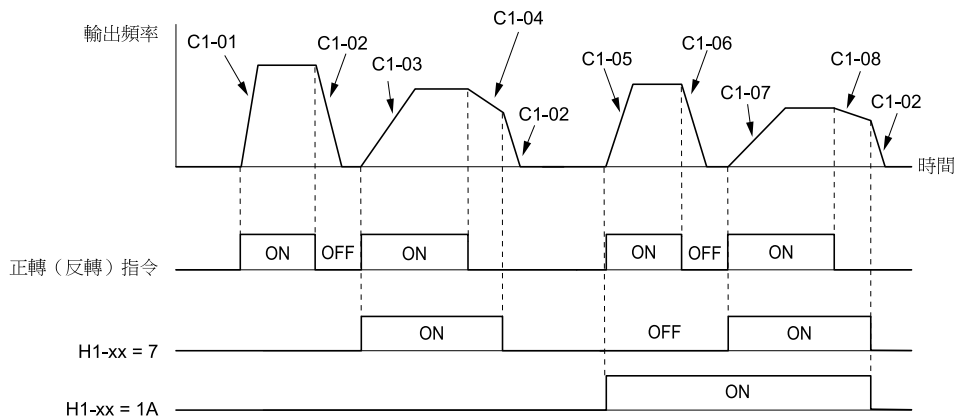 輸出頻率
C1-01
C1-02
C1-03
C1-04
C1-02
C1-05
C1-06
C1-07
C1-08
C1-02
時間
正轉（反轉）指令
ON
OFF
ON
ON
OFF
ON
H1-xx = 7
ON
OFF
ON
H1-xx = 1A
ON